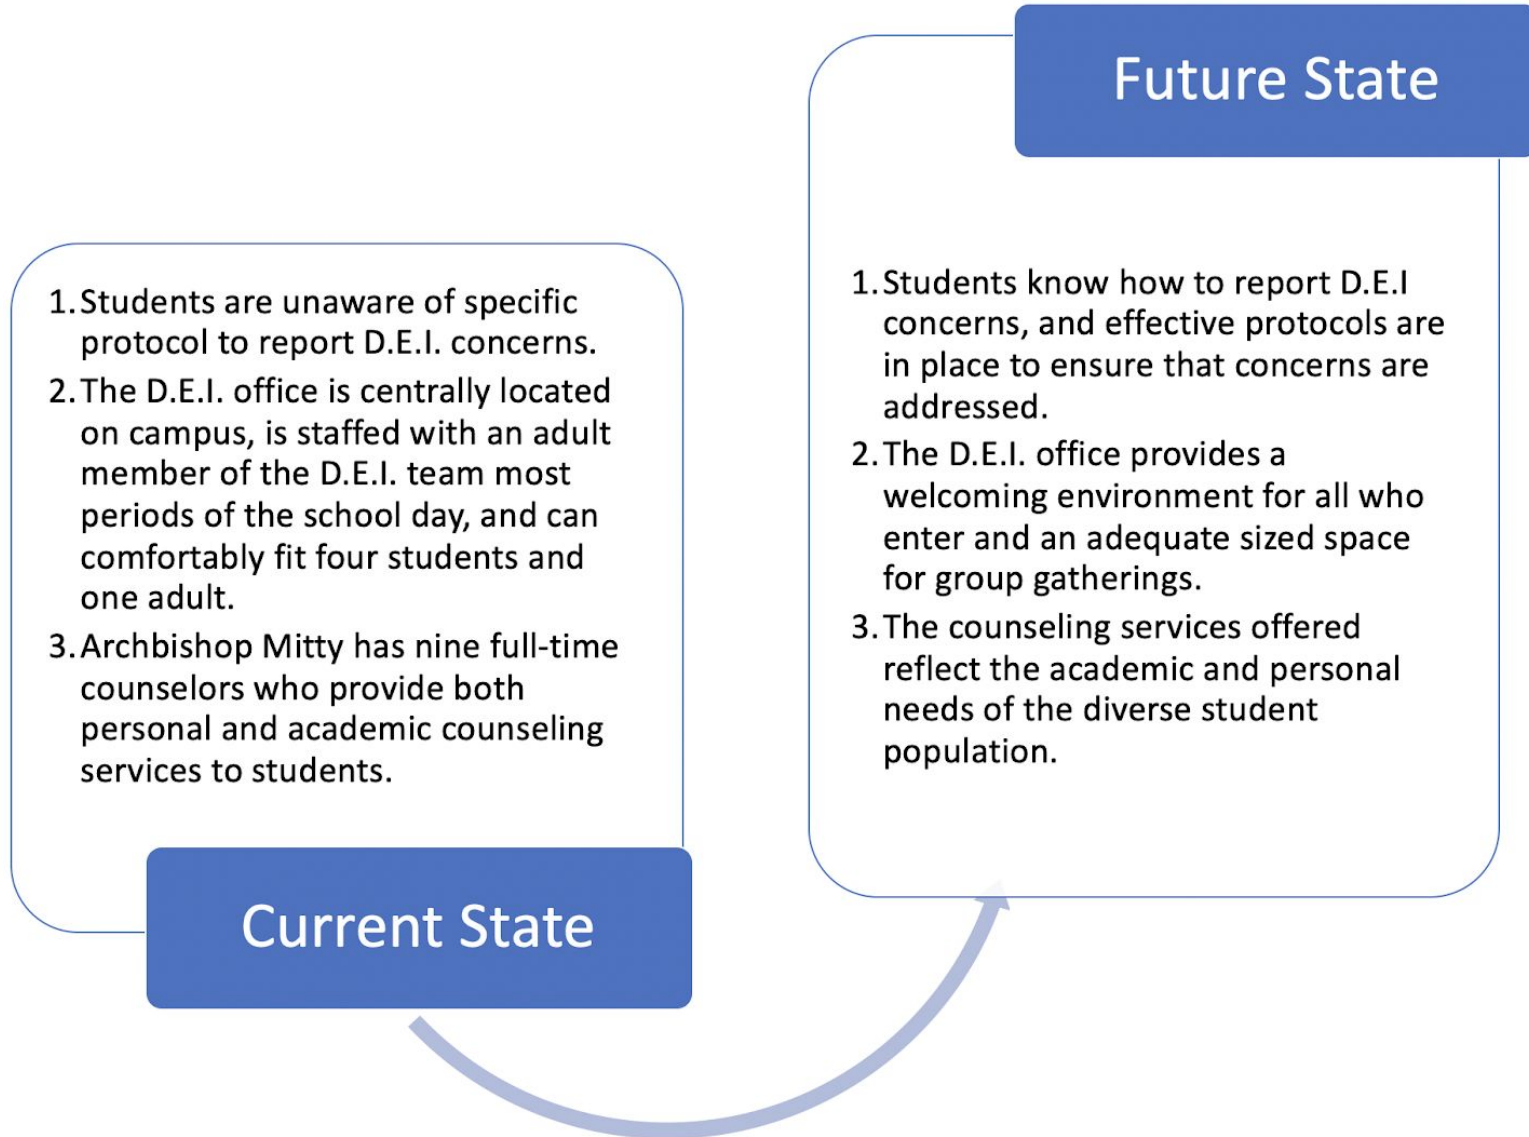 Current State
1. Students are unaware of specific
protocol to report D.E.I. concerns.
2. The D.E.I. office is centrally located
on campus, is staffed with an adult
member of the D.E.I. team most
periods of the school day, and can
comfortably fit four students and
one adult.
3. Archbishop Mitty has nine full-time
counselors who provide both
personal and academic counseling
services to students.
Future State
1. Students know how to report D.E.I
concerns, and effective protocols are
in place to ensure that concerns are
addressed.
2. The D.E.I. office provides a
welcoming environment for all who
enter and an adequate sized space
for group gatherings.
3. The counseling services offered
reflect the academic and personal
needs of the diverse student
population.